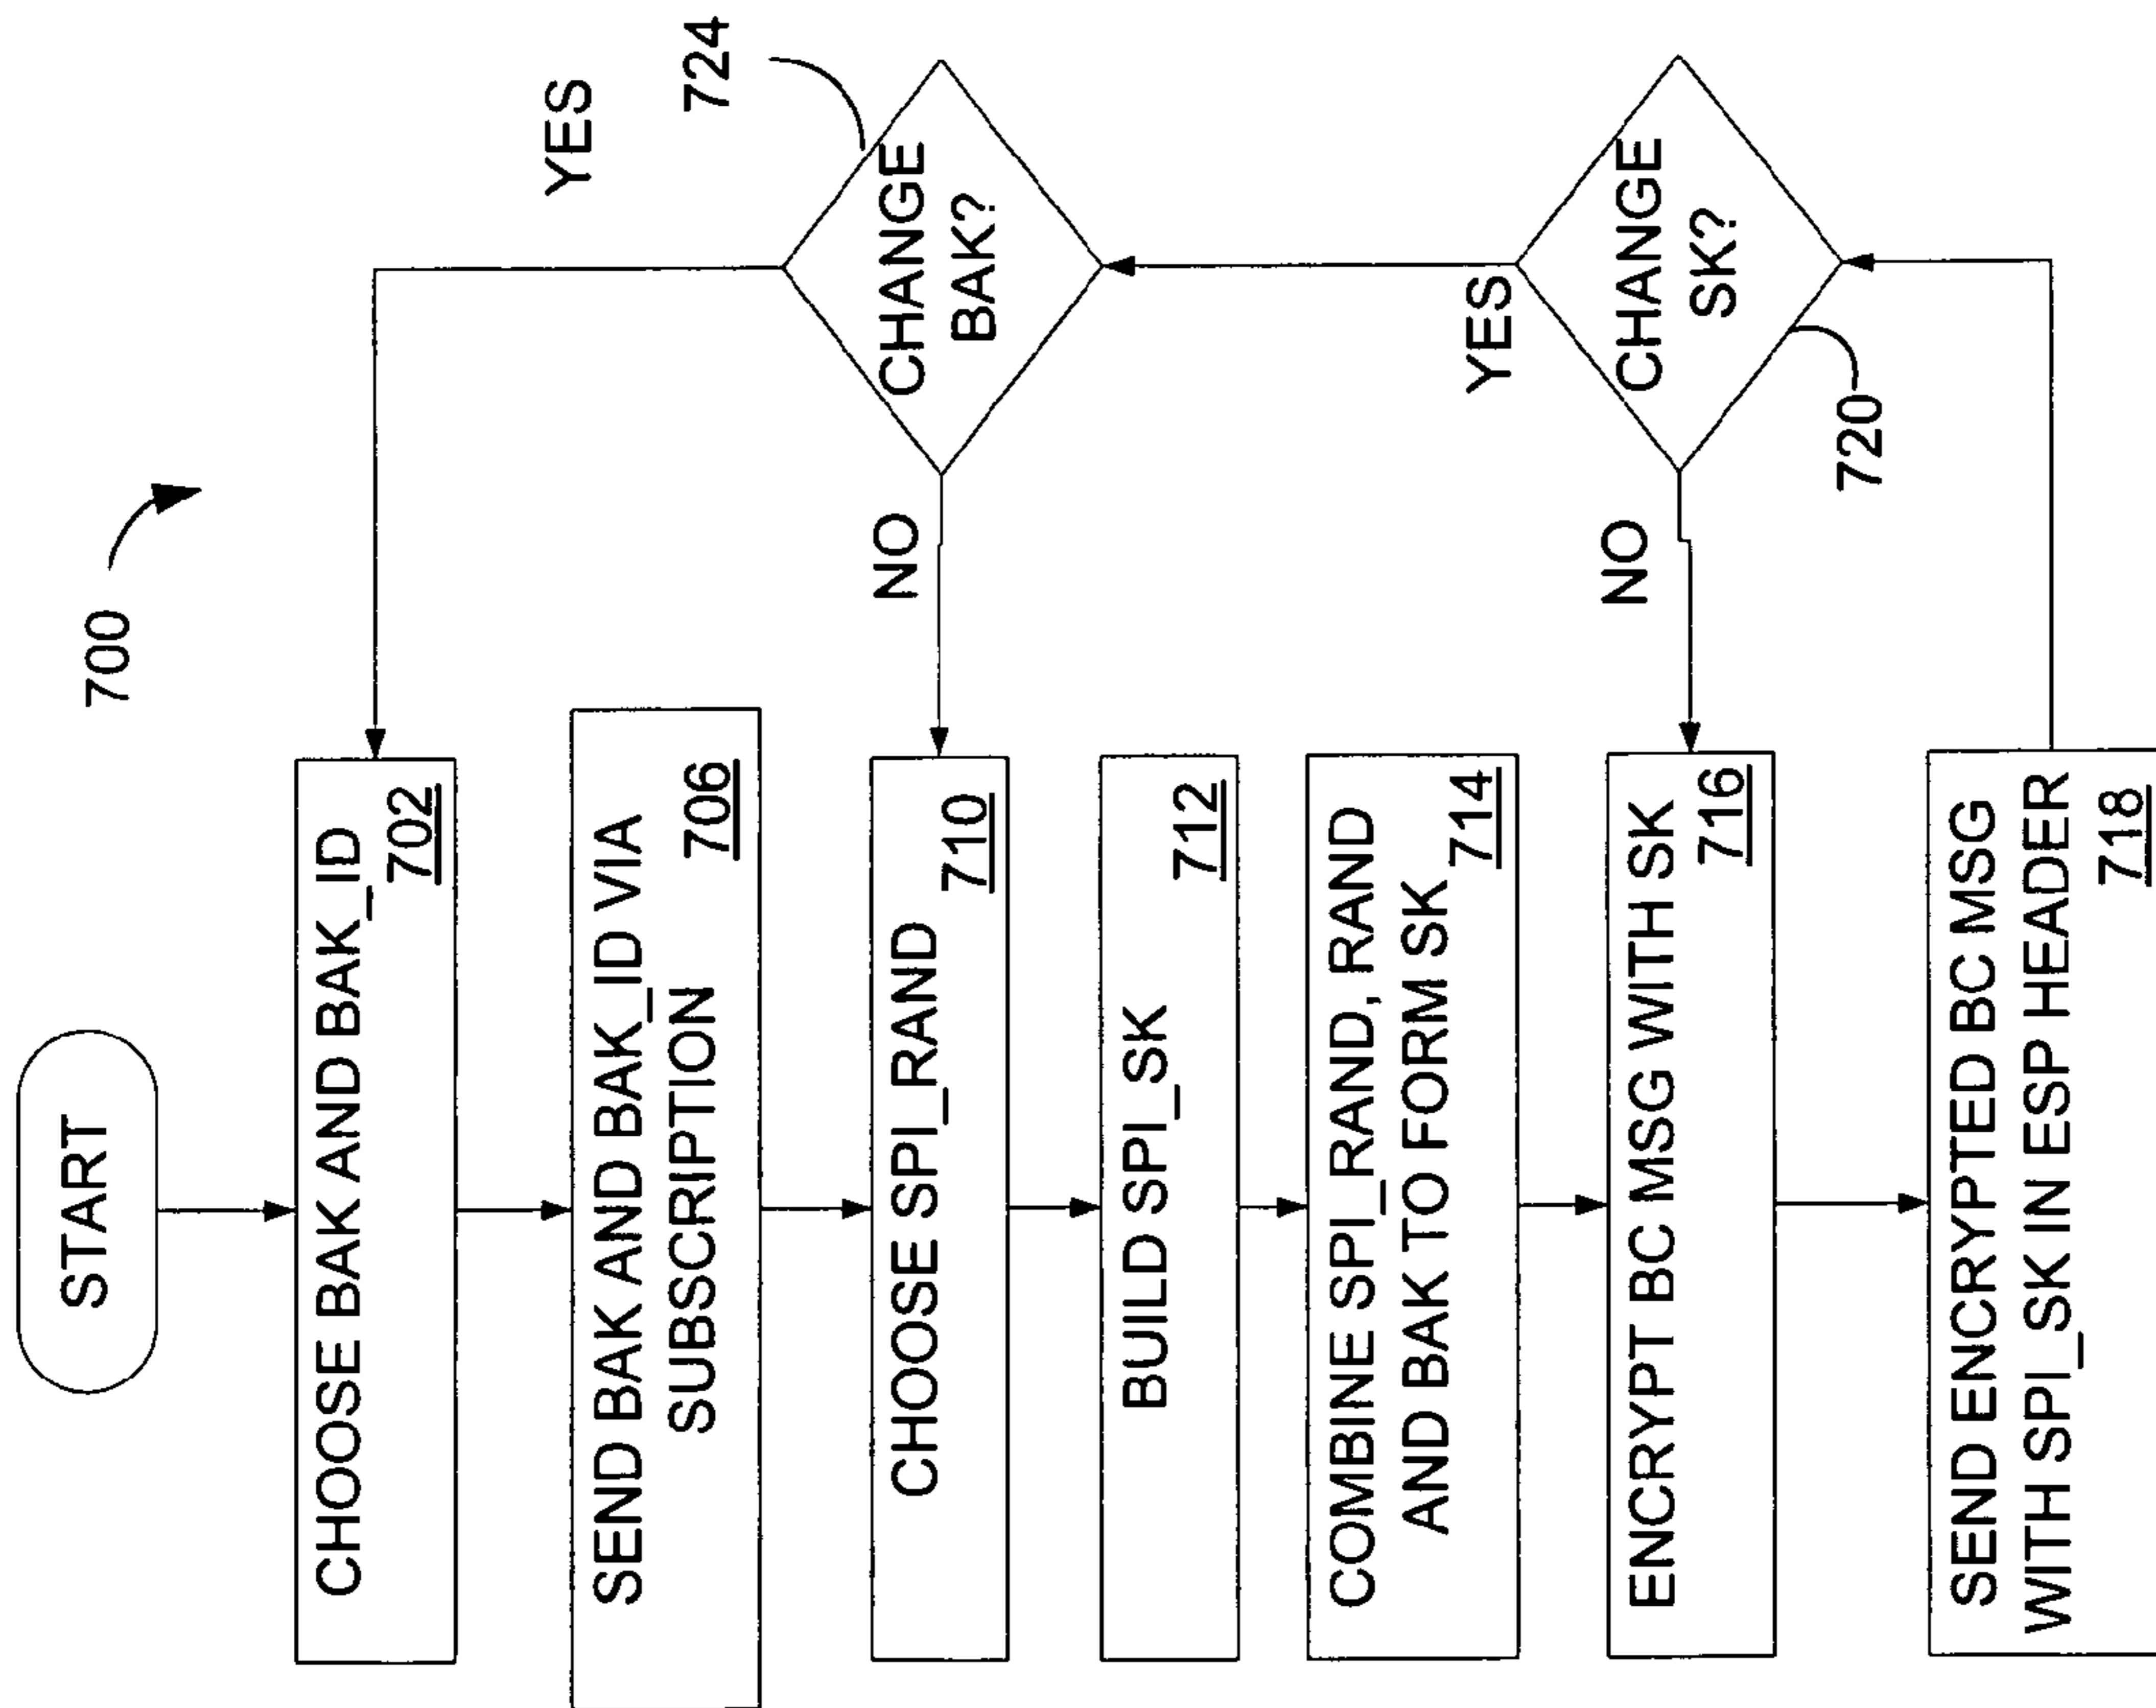 700
START
CHOOSE BAK AND BAK_ID
702
SEND BAK AND BAK_ID VIA
SUBSCRIPTION
706
CHOOSE SPI_RAND
710
BUILD SPI_SK
712
COMBINE SPI_RAND, RAND
AND BAK TO FORM SK
714
ENCRYPT BC MSG WITH SK
716
SEND ENCRYPTED BC MSG
WITH SPI_SK IN ESP HEADER
718
YES
724
CHANGE
BAK?
NO
YES
CHANGE
SK?
NO
720